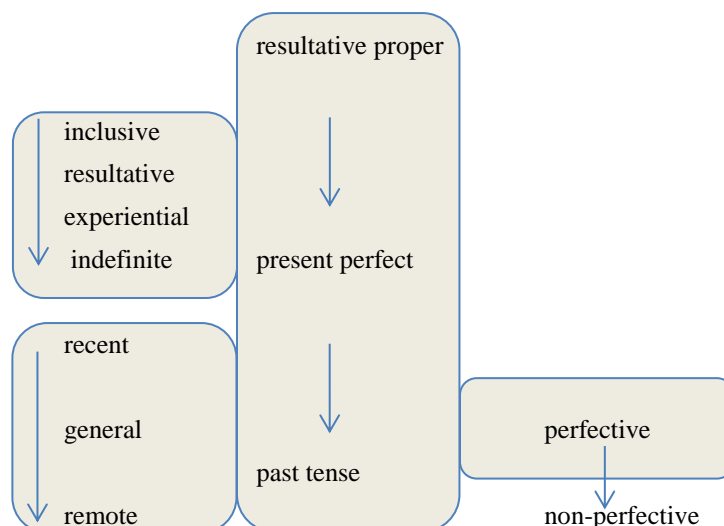 resultative proper
inclusive
resultative
experiential
indefinite
present perfect
recent
general
perfective
past tense
remote
non-perfective